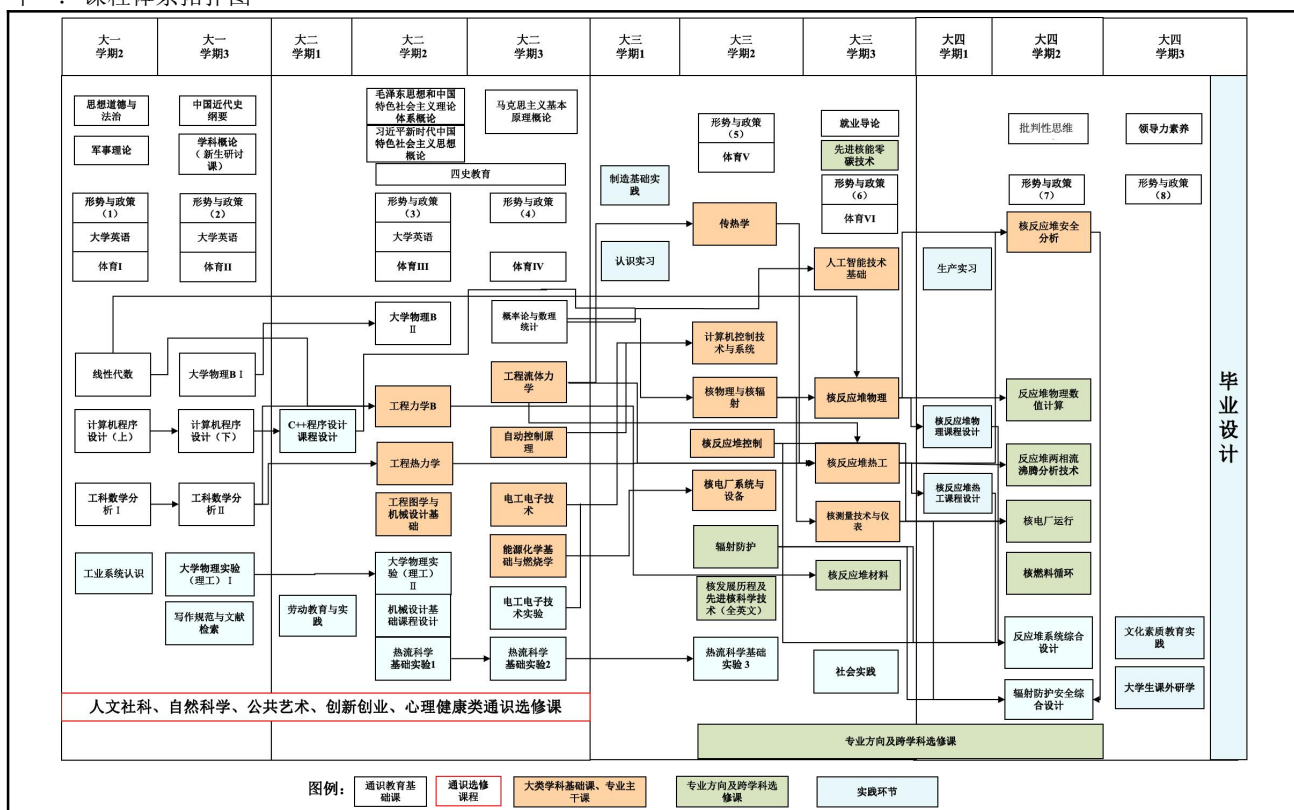 大一
学期2
大一
学期3
大二
学期1
大二
学期2
大二
学期3
大三
学期1
大三
学期2
大三
学期3
大四
学期1
大四
学期2
大四
学期3
思想道德与
法治
军事理论
形势与政策
（1）
大学英语
体育I
线性代数
计算机程序
设计（上）
工科数学分
析 I
工业系统认识
中国近代史
纲要
学科概论
（新生研讨
课）
形势与政策
（2）
大学英语
体育II
大学物理B I
计算机程序
设计（下）
工科数学分
析 II
大学物理实验
（理工） I
写作规范与文献
检索
C++程序设计
课程设计
劳动教育与实
践
毛泽东思想和中国
特色社会主义理论
体系概论
习近平新时代中国
特色社会主义思想
概论
四史教育
形势与政策
（3）
大学英语
体育III
大学物理B
II
工程力学B
工程热力学
工程图学与
机械设计基
础
大学物理实
验（理工）
II
机械设计基
础课程设计
热流科学
基础实验1
马克思主义基本
原理概论
形势与政策
（4）
体育IV
概率论与数理
统计
工程流体力
学
自动控制原
理
电工电子技
术
能源化学基
础与燃烧学
电工电子技
术实验
热流科学
基础实验2
制造基础实
践
认识实习
形势与政策
（5）
体育V
传热学
计算机控制技
术与系统
核物理与核辐
射
核反应堆控制
核电厂系统与
设备
辐射防护
核发展历程及
先进核科学技
术（全英文）
热流科学基础
实验 3
就业导论
先进核能零
碳技术
形势与政策
（6）
体育VI
人工智能技术
基础
核反应堆物理
核反应堆热工
核测量技术与仪
表
核反应堆材料
社会实践
生产实习
核反应堆物
理课程设计
核反应堆热
工课程设计
批判性思维
形势与政策
（7）
核反应堆安全
分析
反应堆物理数
值计算
反应堆两相流
沸腾分析技术
核电厂运行
核燃料循环
反应堆系统综合
设计
辐射防护安全综
合设计
领导力素养
形势与政策
（8）
文化素质教育实
践
大学生课外研学
毕业设计
人文社科、自然科学、公共艺术、创新创业、心理健康类通识选修课
专业方向及跨学科选修课
图例：
通识教育基
础课
通识选修
课程
大类学科基础课、专业主
干课
专业方向及跨学科选
修课
实践环节